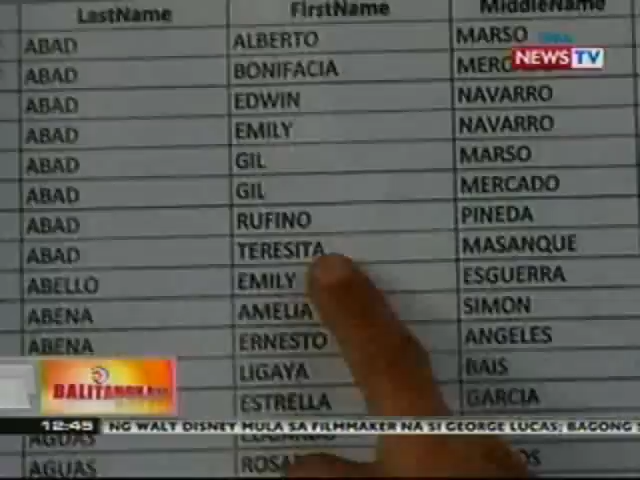 LastName FirstName MiddleName
ABAD ALBERTO MARSO
ABAD BONIFACIA
NEWS TV
ABAD EDWIN NAVARRO
ABAD EMILY NAVARRO
ABAD GIL MARSO
ABAD GIL MERCADO
ABAD RUFINO PINEDA
ABAD TERESITA MASANQUE
ABELLO EMILY ESGUERRA
ABENA AMELIA SIMON
ABENA ERNESTO ANGELES
LIGAYA BAIS
ESTRELLA GARCIA
12:45 NG WALT DISNEY MULA SA FILMMAKER NA SI GEORGE LUCAS; BAGONG
AGUAS
AGUAS